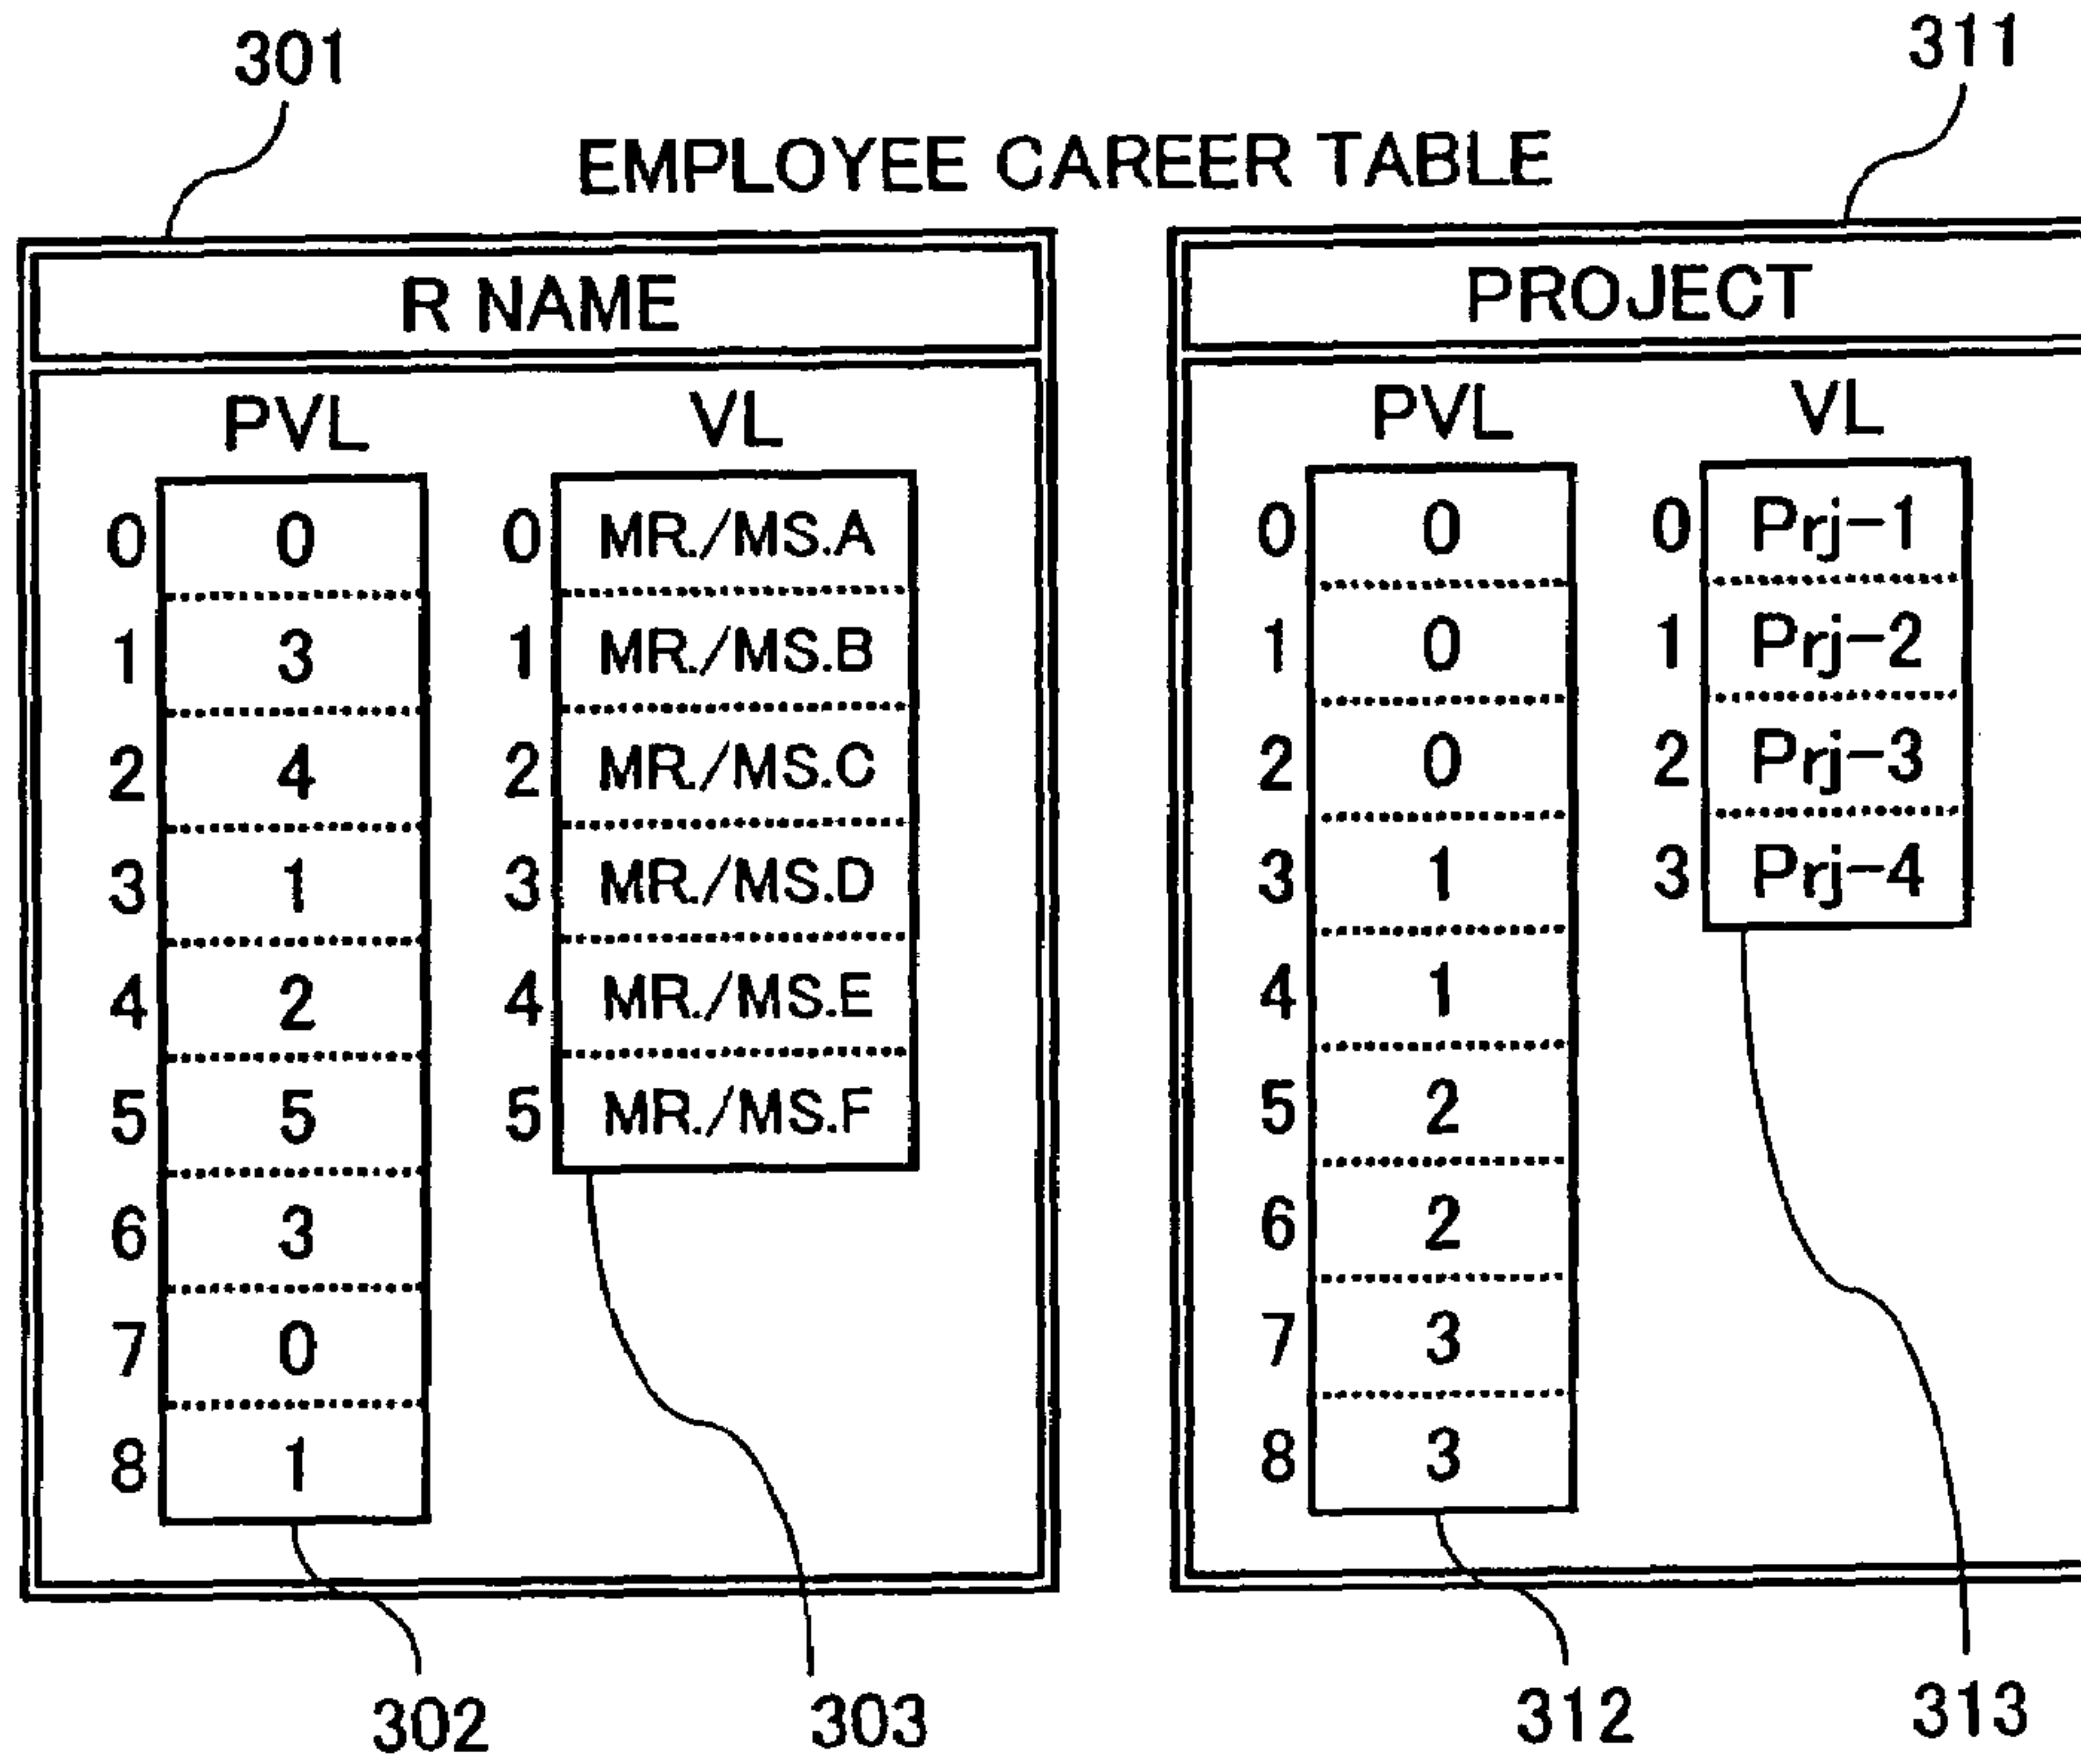 301
311
EMPLOYEE CAREER TABLE
R NAME
PROJECT
PVL VL PVL VL
0 0 0 MR./MS.A 0 0 0 Prj-1
1 3 1 MR./MS.B 1 0 1 Prj-2
2 4 2 MR./MS.C 2 0 2 Prj-3
3 1 3 MR./MS.D 3 1 3 Prj-4
4 2 4 MR./MS.E 4 1
5 5 5 MR./MS.F 5 2
6 3 6 2
7 0 7 3
8 1 8 3
302 303 312 313